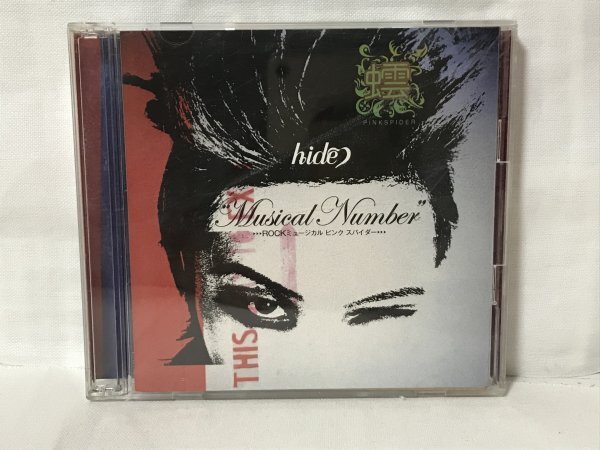 蜘蛛
PINKSPIDER
hide
"Musical Number"
•••ROCKミュージカル ピンク スパイダー•••
THIS